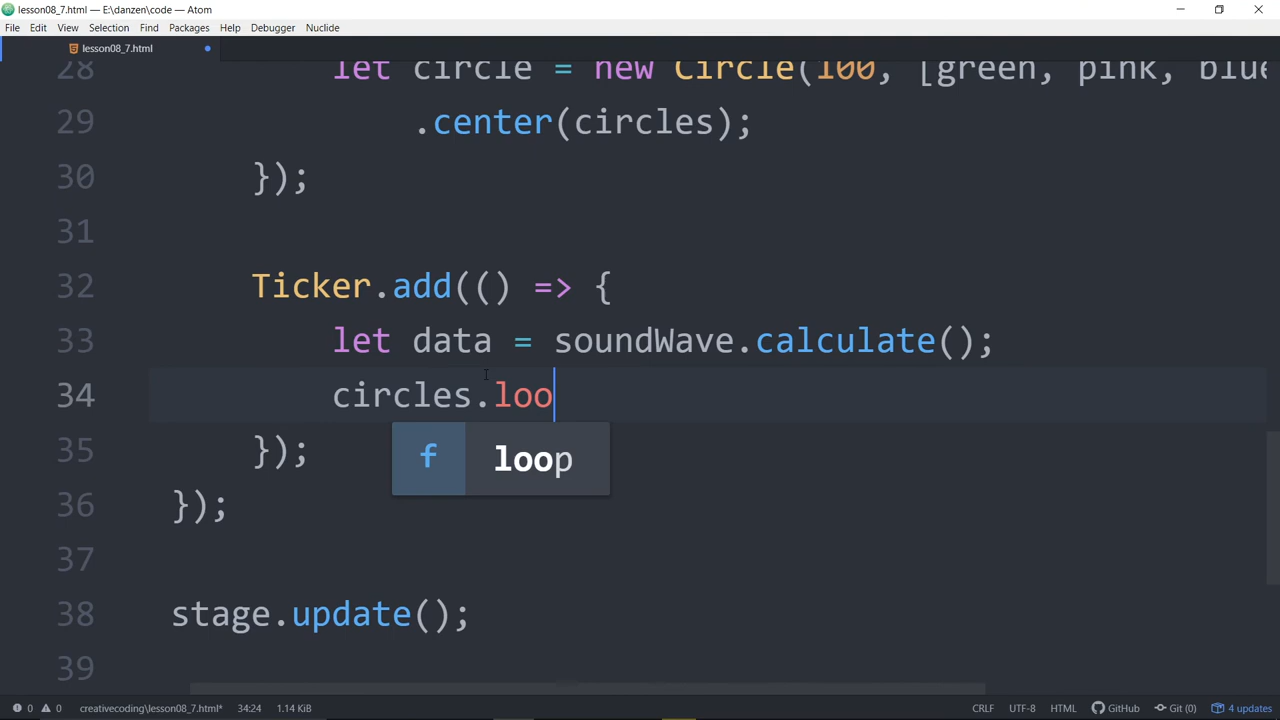 lesson08_7.html — E:\danzen\code — Atom
File Edit View Selection Find Packages Help Debugger Nuclide
lesson08_7.html
28 let circle = new Circle(100, [green, pink, blue
29 .center(circles);
30 });
31
32 Ticker.add(() => {
33 let data = soundWave.calculate();
34 circles.loo
f loop
35 });
36 });
37
38 stage.update();
39
0 0 creativecoding\lesson08_7.html* 34:24 1.14 KiB CRLF UTF-8 HTML GitHub Git (0) 4 updates